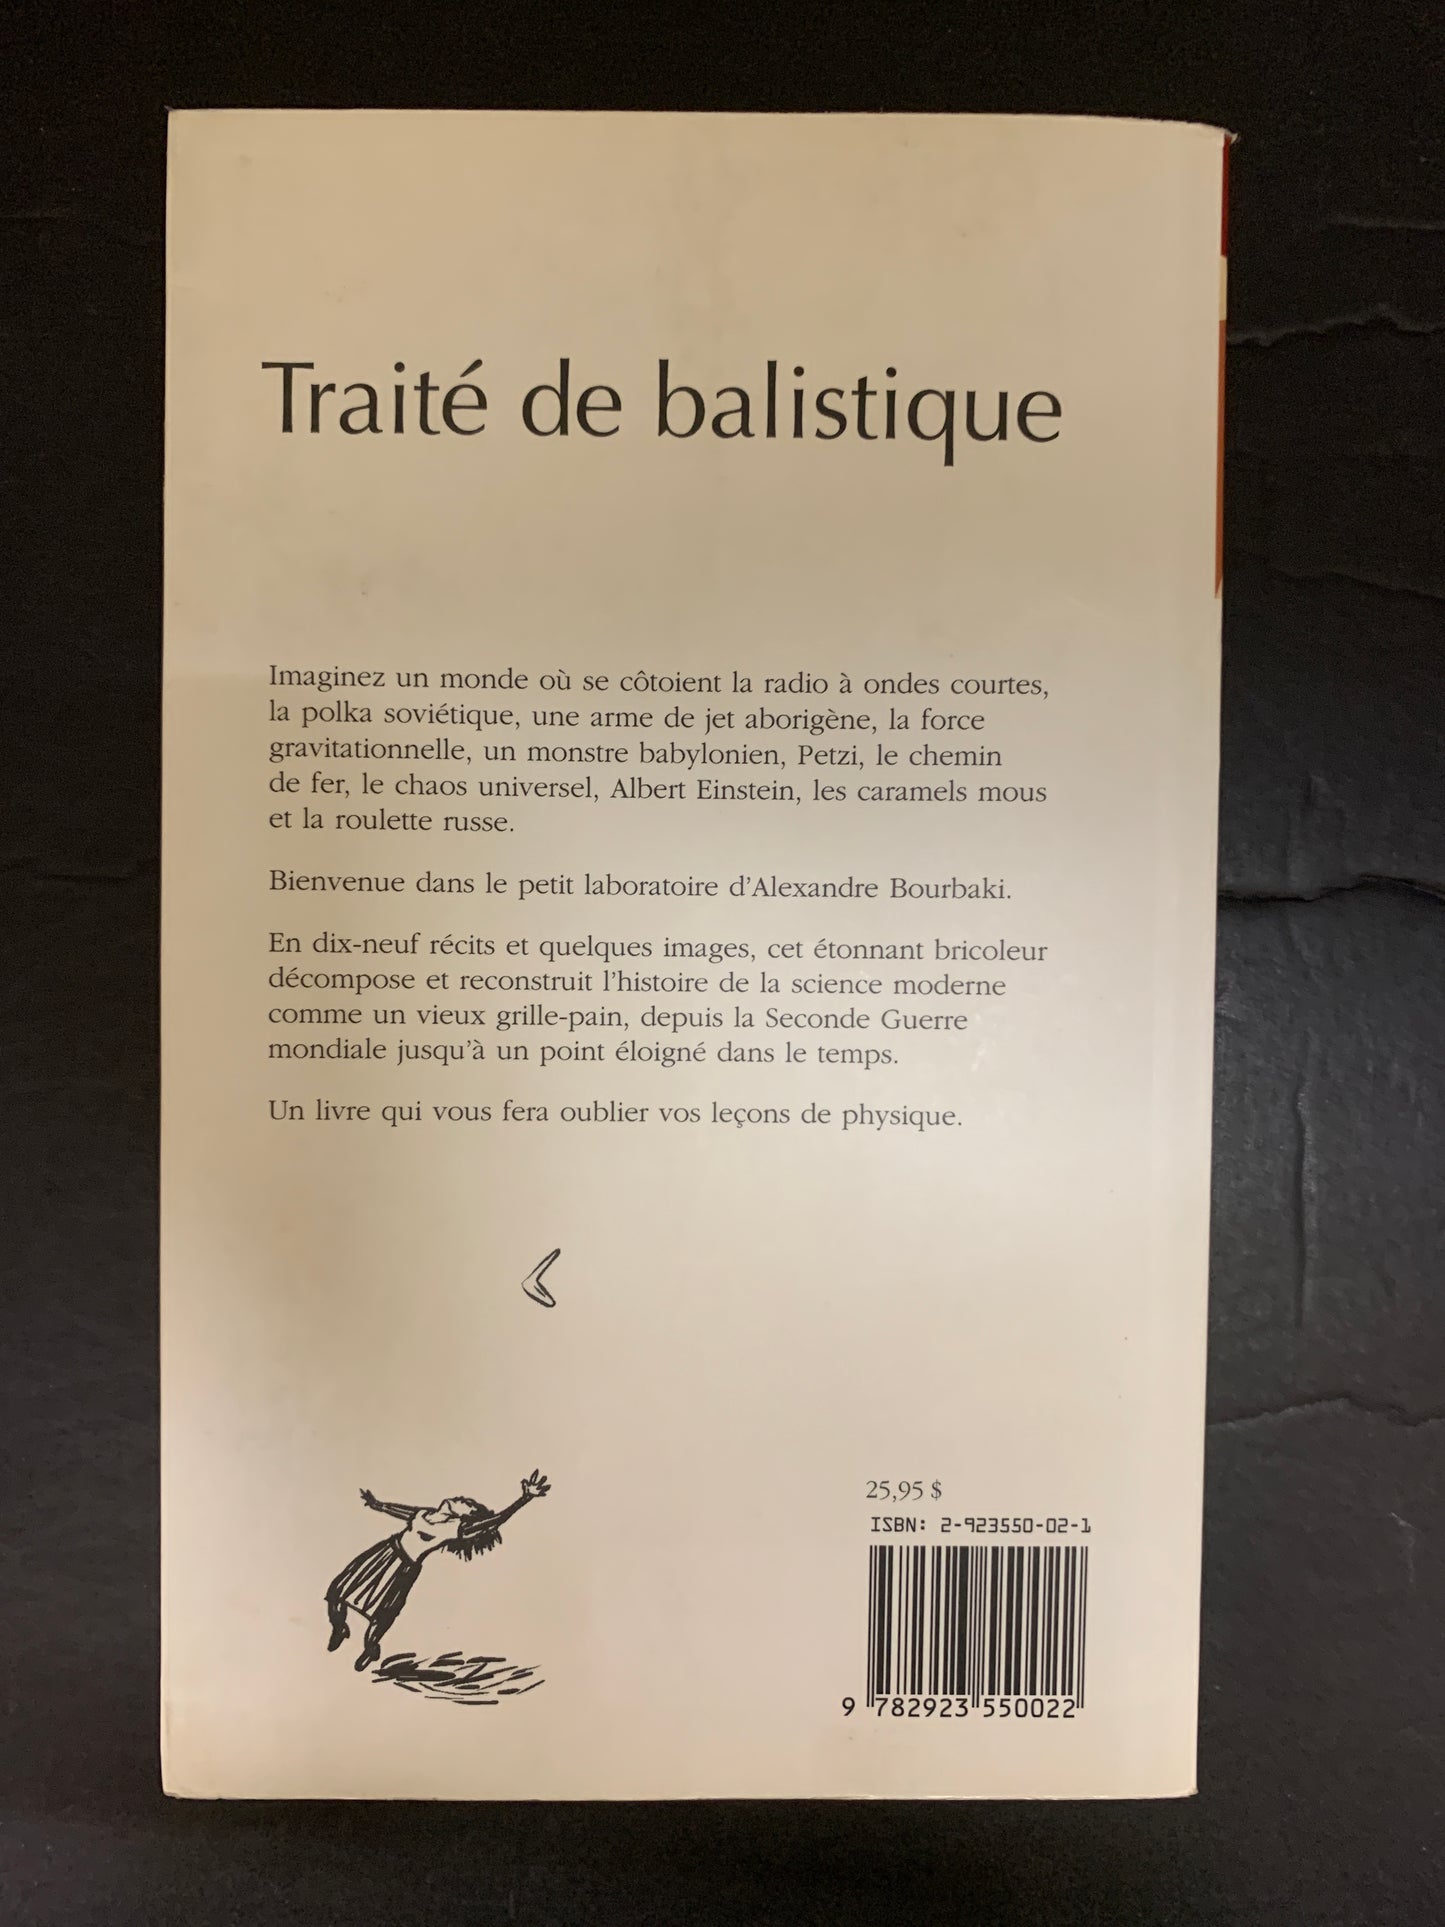 Traité de balistique
Imaginez un monde où se côtoient la radio à ondes courtes,
la polka soviétique, une arme de jet aborigène, la force
gravitationnelle, un monstre babylonien, Petzi, le chemin
de fer, le chaos universel, Albert Einstein, les caramels mous
et la roulette russe.
Bienvenue dans le petit laboratoire d'Alexandre Bourbaki.
En dix-neuf récits et quelques images, cet étonnant bricoleur
décompose et reconstruit l'histoire de la science moderne
comme un vieux grille-pain, depuis la Seconde Guerre
mondiale jusqu'à un point éloigné dans le temps.
Un livre qui vous fera oublier vos leçons de physique.
25,95 $
ISBN: 2-923550-02-1
9 782923 550022